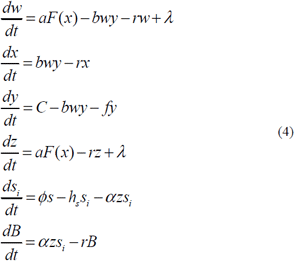 dw/dt = aF(x) − bwy − rw + λ
dx/dt = bwy − rx
dy/dt = C − bwy − fy
(4)
dz/dt = aF(x) − rz + λ
ds_i/dt = ϕs − h_s s_i − αzs_i
dB/dt = αzs_i − rB